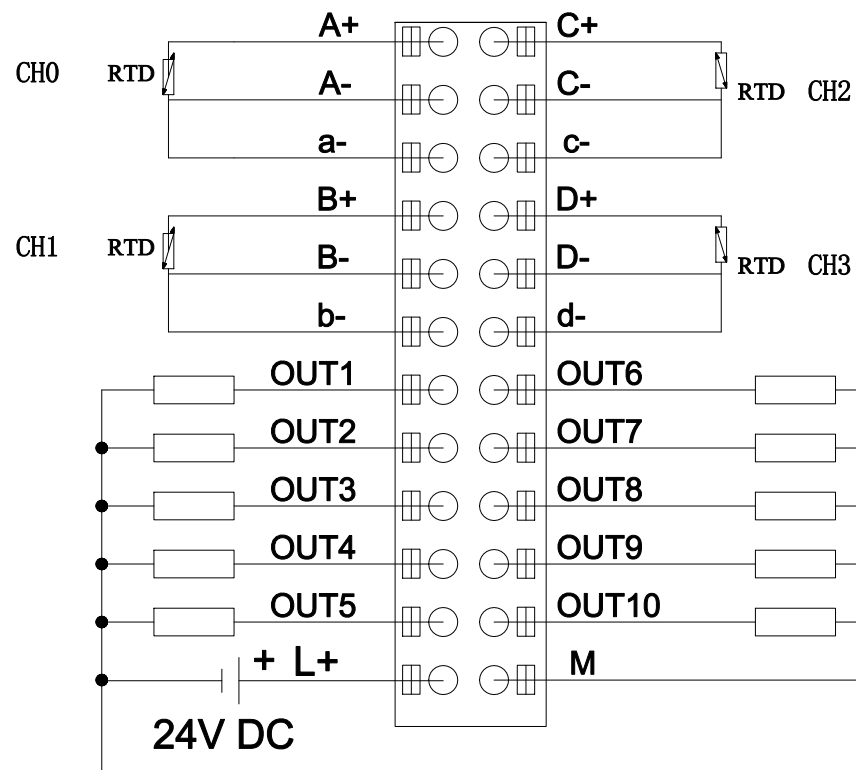 A+ C+
CH0 RTD A- C- RTD CH2
a- c-
B+ D+
CH1 RTD B- D- RTD CH3
b- d-
OUT1 OUT6
OUT2 OUT7
OUT3 OUT8
OUT4 OUT9
OUT5 OUT10
+ L+ M
24V DC